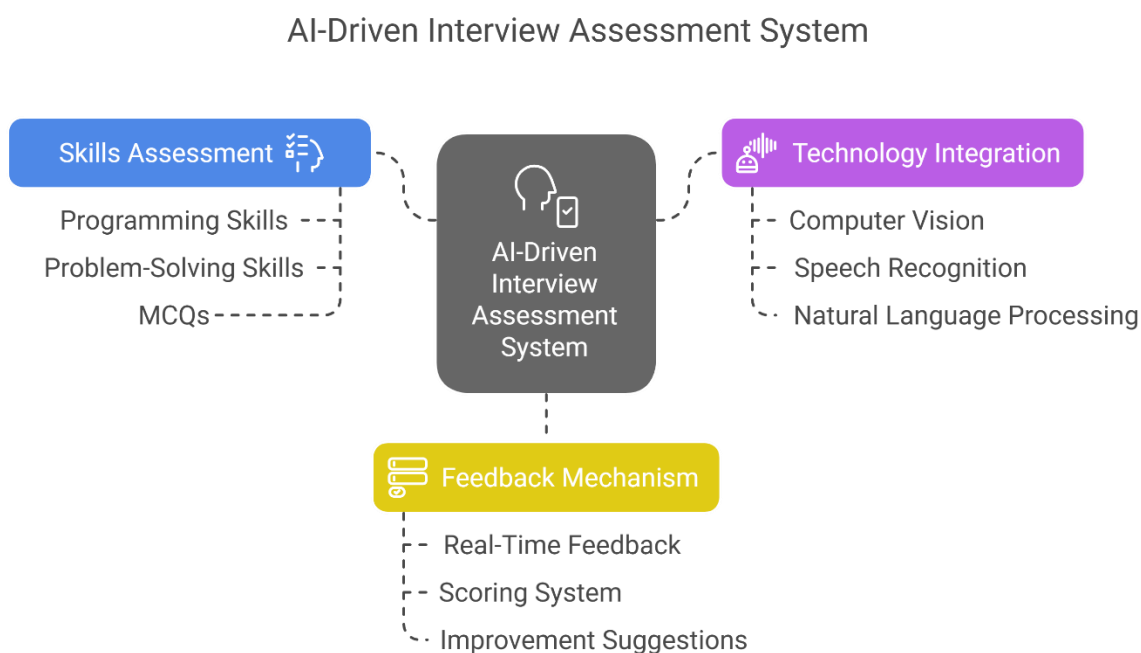 AI-Driven Interview Assessment System
Skills Assessment
Programming Skills
Problem-Solving Skills
MCQs
AI-Driven
Interview
Assessment
System
Technology Integration
Computer Vision
Speech Recognition
Natural Language Processing
Feedback Mechanism
Real-Time Feedback
Scoring System
Improvement Suggestions